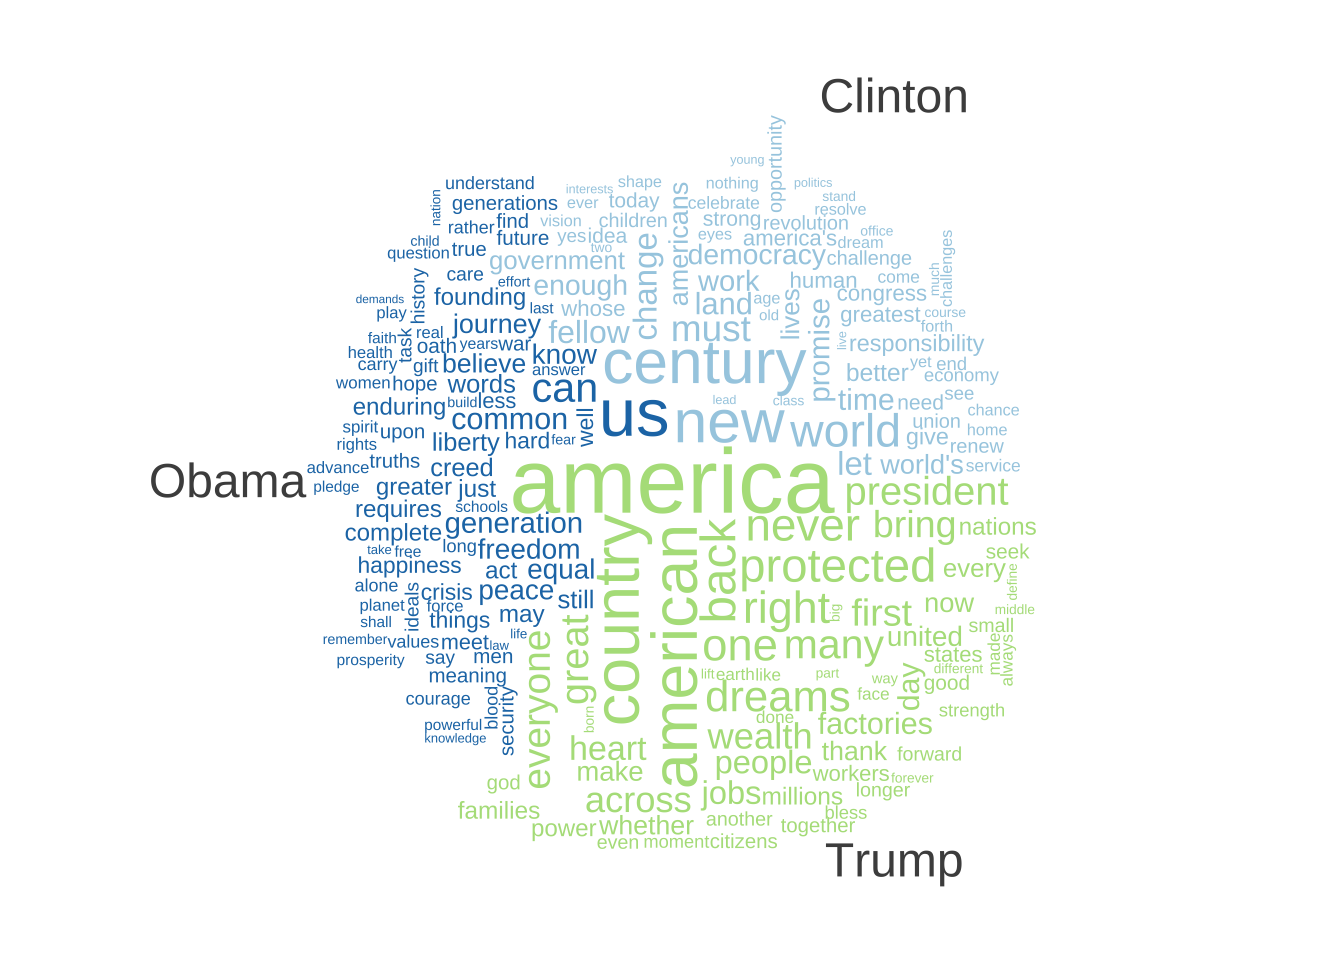 Clinton
opportunity
young
understand
interests
shape
nothing
politics
nation
generations
ever
today
americans
celebrate
stand
resolve
rather
find
vision
children
strong
revolution
child
question
true
future
yes
idea
two
change
eyes
america's
dream
office
challenges
government
democracy
challenge
much
care
effort
enough
work
human
come
demands
play
history
founding
last
whose
land
age
old
lives
congress
journey
fellow
must
promise
greatest
course
forth
faith
task
real
oath
years
war
know
century
live
responsibility
health
carry
gift
believe
answer
better
yet
end
economy
women
hope
words
can
lead
class
time
need
see
enduring
build
less
us
new
world
union
chance
spirit
upon
common
well
give
home
rights
liberty
hard
fear
renew
Obama
advance
truths
creed
america
let
world's
service
pledge
greater
just
president
requires
schools
complete
generation
country
american
back
never
bring
nations
take
free
long
freedom
protected
seek
happiness
act
equal
every
define
alone
crisis
peace
still
right
big
first
now
middle
planet
force
ideals
shall
things
may
great
one
many
united
small
remember
values
meet
law
life
everyone
states
made
always
prosperity
say
men
lift
earth
like
part
way
different
meaning
dreams
face
day
good
courage
blood
security
born
done
factories
strength
powerful
knowledge
heart
wealth
thank
forward
god
make
people
workers
forever
families
across
jobs
millions
longer
power
whether
another
together
bless
even
moment
citizens
Trump